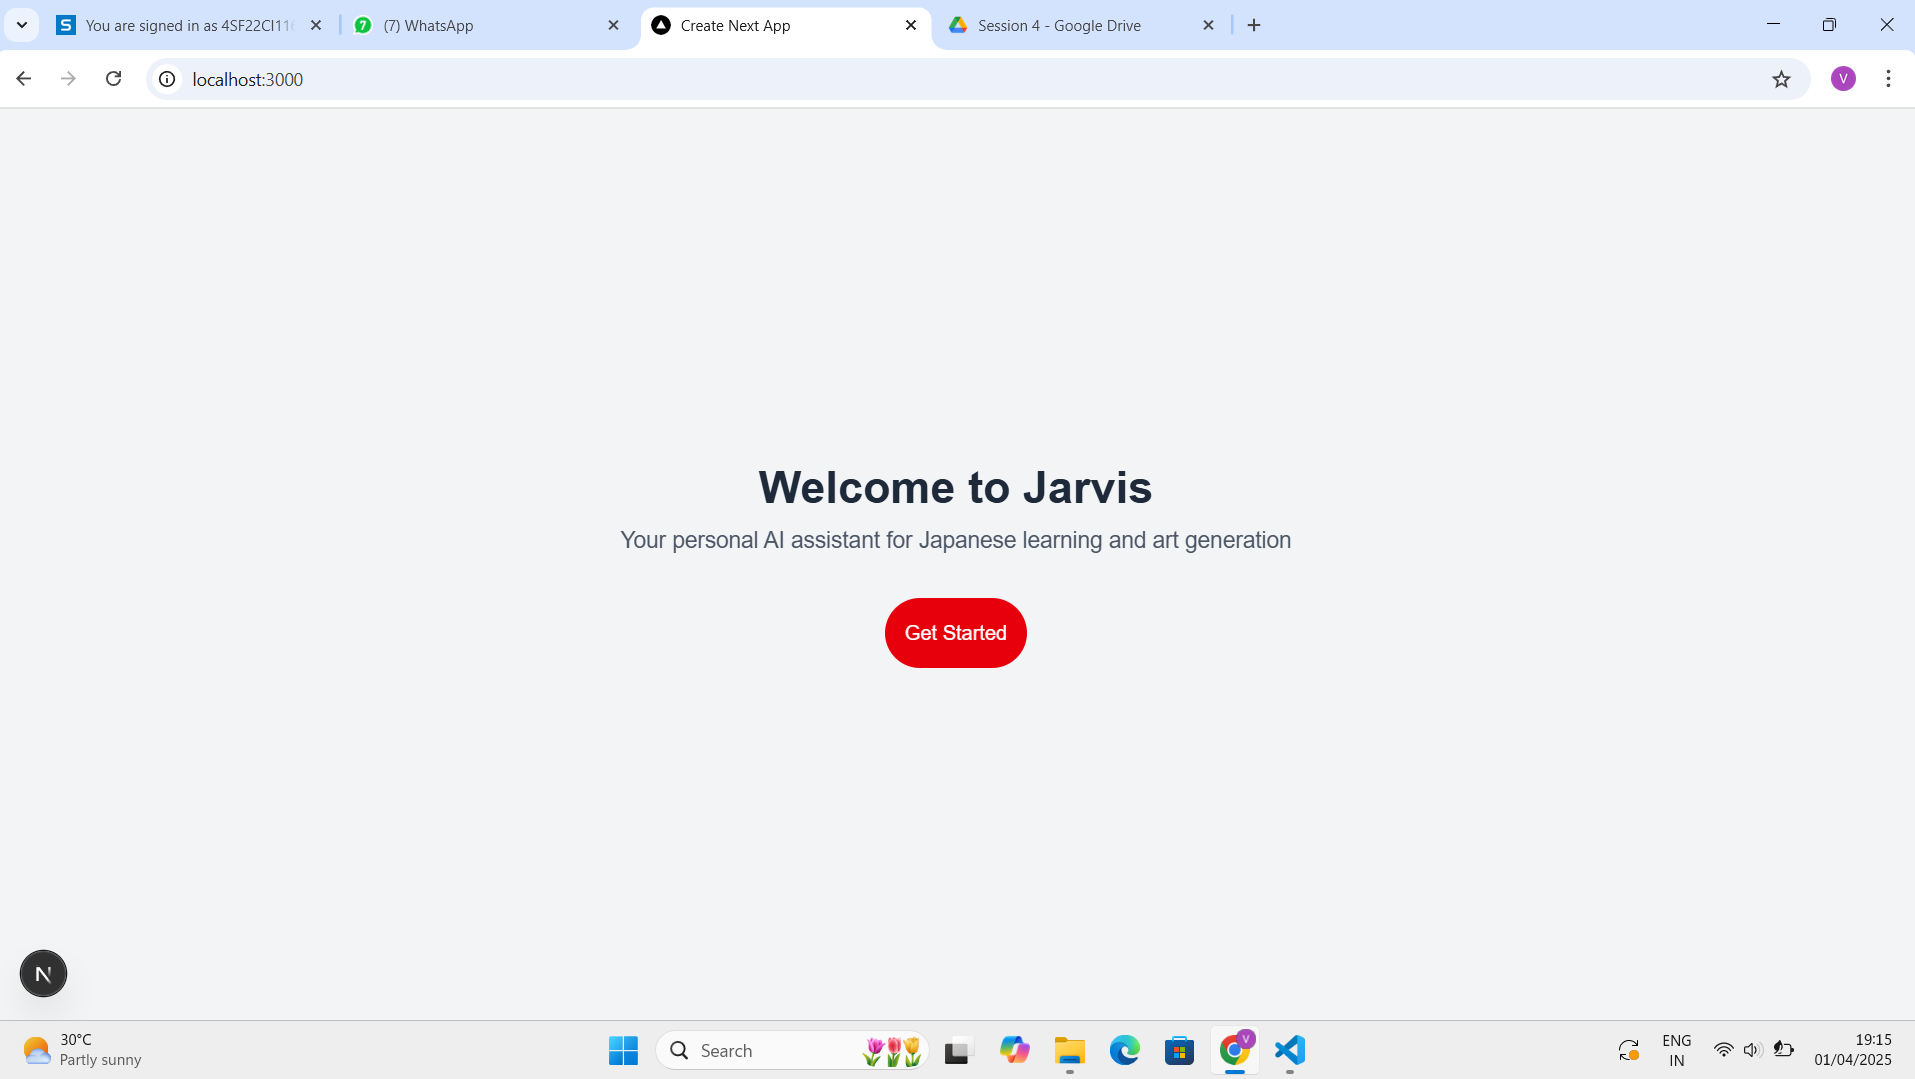 S You are signed in as 4SF22CI116
7 (7) WhatsApp
Create Next App
Session 4 - Google Drive
localhost:3000
V
Welcome to Jarvis
Your personal AI assistant for Japanese learning and art generation
Get Started
N
30°C
Partly sunny
Search
V
ENG
IN
19:15
01/04/2025